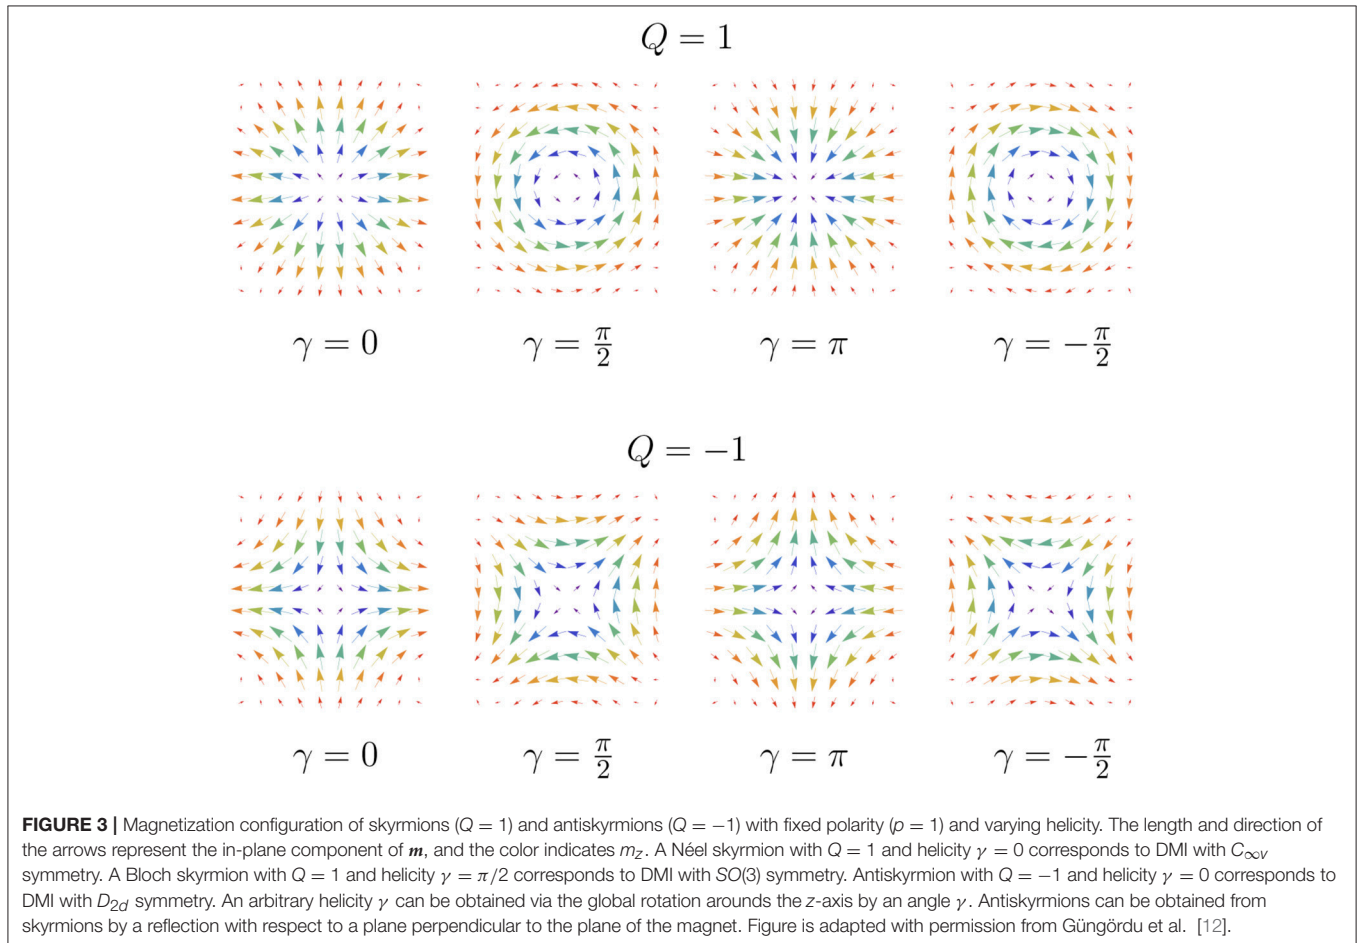 Q = 1
γ = 0
γ = π/2
γ = π
γ = −π/2
Q = −1
γ = 0
γ = π/2
γ = π
γ = −π/2
FIGURE 3 | Magnetization configuration of skyrmions (Q = 1) and antiskyrmions (Q = −1) with fixed polarity (p = 1) and varying helicity. The length and direction of
the arrows represent the in-plane component of m, and the color indicates mz. A Néel skyrmion with Q = 1 and helicity γ = 0 corresponds to DMI with C∞v
symmetry. A Bloch skyrmion with Q = 1 and helicity γ = π/2 corresponds to DMI with SO(3) symmetry. Antiskyrmion with Q = −1 and helicity γ = 0 corresponds to
DMI with D2d symmetry. An arbitrary helicity γ can be obtained via the global rotation arounds the z-axis by an angle γ. Antiskyrmions can be obtained from
skyrmions by a reflection with respect to a plane perpendicular to the plane of the magnet. Figure is adapted with permission from Güngördu et al. [12].